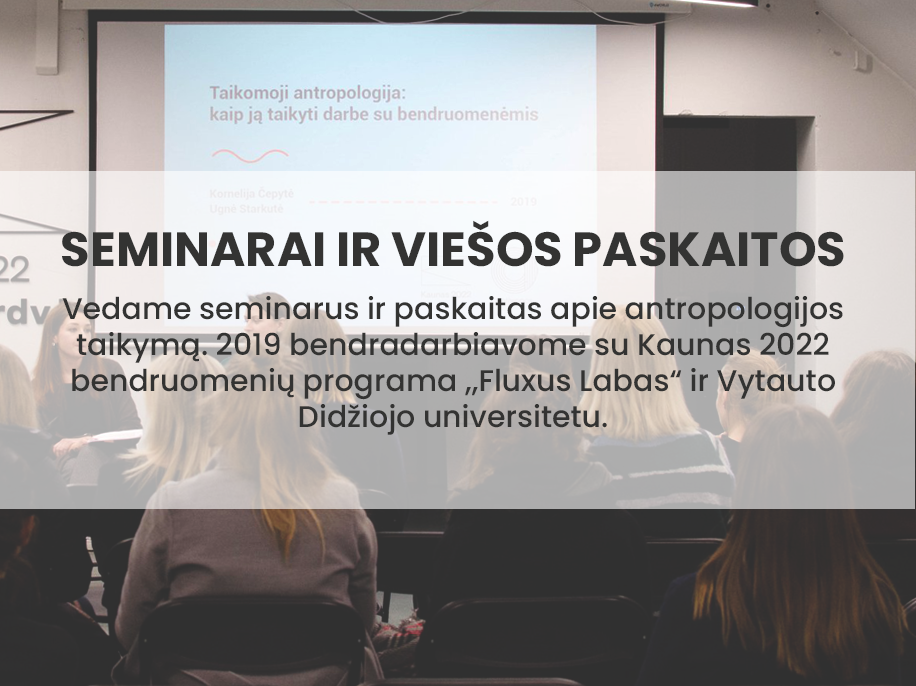 Taikomoji antropologija:
kaip ją taikyti darbe su bendruomenėmis
Kornelija Čepytė
Ugnė Starkutė
2019
SEMINARAI IR VIEŠOS PASKAITOS
22
rdv
Vedame seminarus ir paskaitas apie antropologijos
taikymą. 2019 bendradarbiavome su Kaunas 2022
bendruomenių programa ,,Fluxus Labas“ ir Vytauto
Didžiojo universitetu.